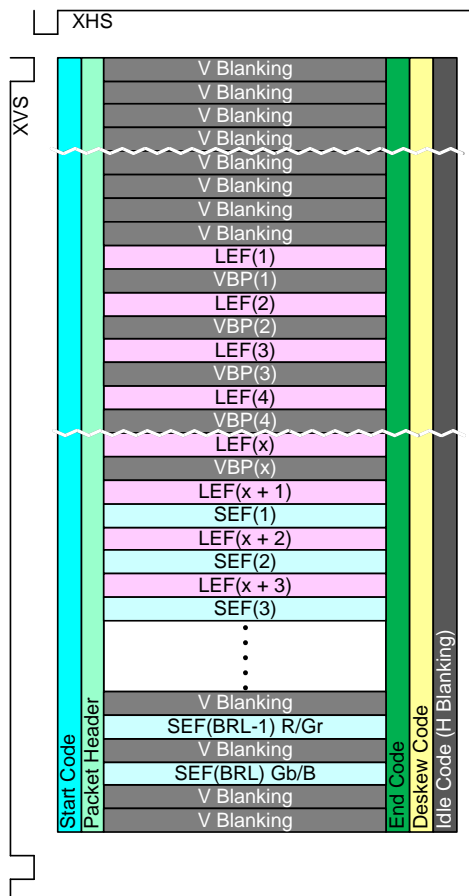 XHS
XVS
V Blanking
V Blanking
V Blanking
V Blanking
V Blanking
V Blanking
V Blanking
V Blanking
LEF(1)
VBP(1)
LEF(2)
VBP(2)
LEF(3)
VBP(3)
LEF(4)
VBP(4)
LEF(x)
VBP(x)
LEF(x + 1)
SEF(1)
LEF(x + 2)
SEF(2)
LEF(x + 3)
SEF(3)
V Blanking
SEF(BRL-1) R/Gr
V Blanking
SEF(BRL) Gb/B
V Blanking
V Blanking
Start Code
Packet Header
End Code
Deskew Code
Idle Code (H Blanking)